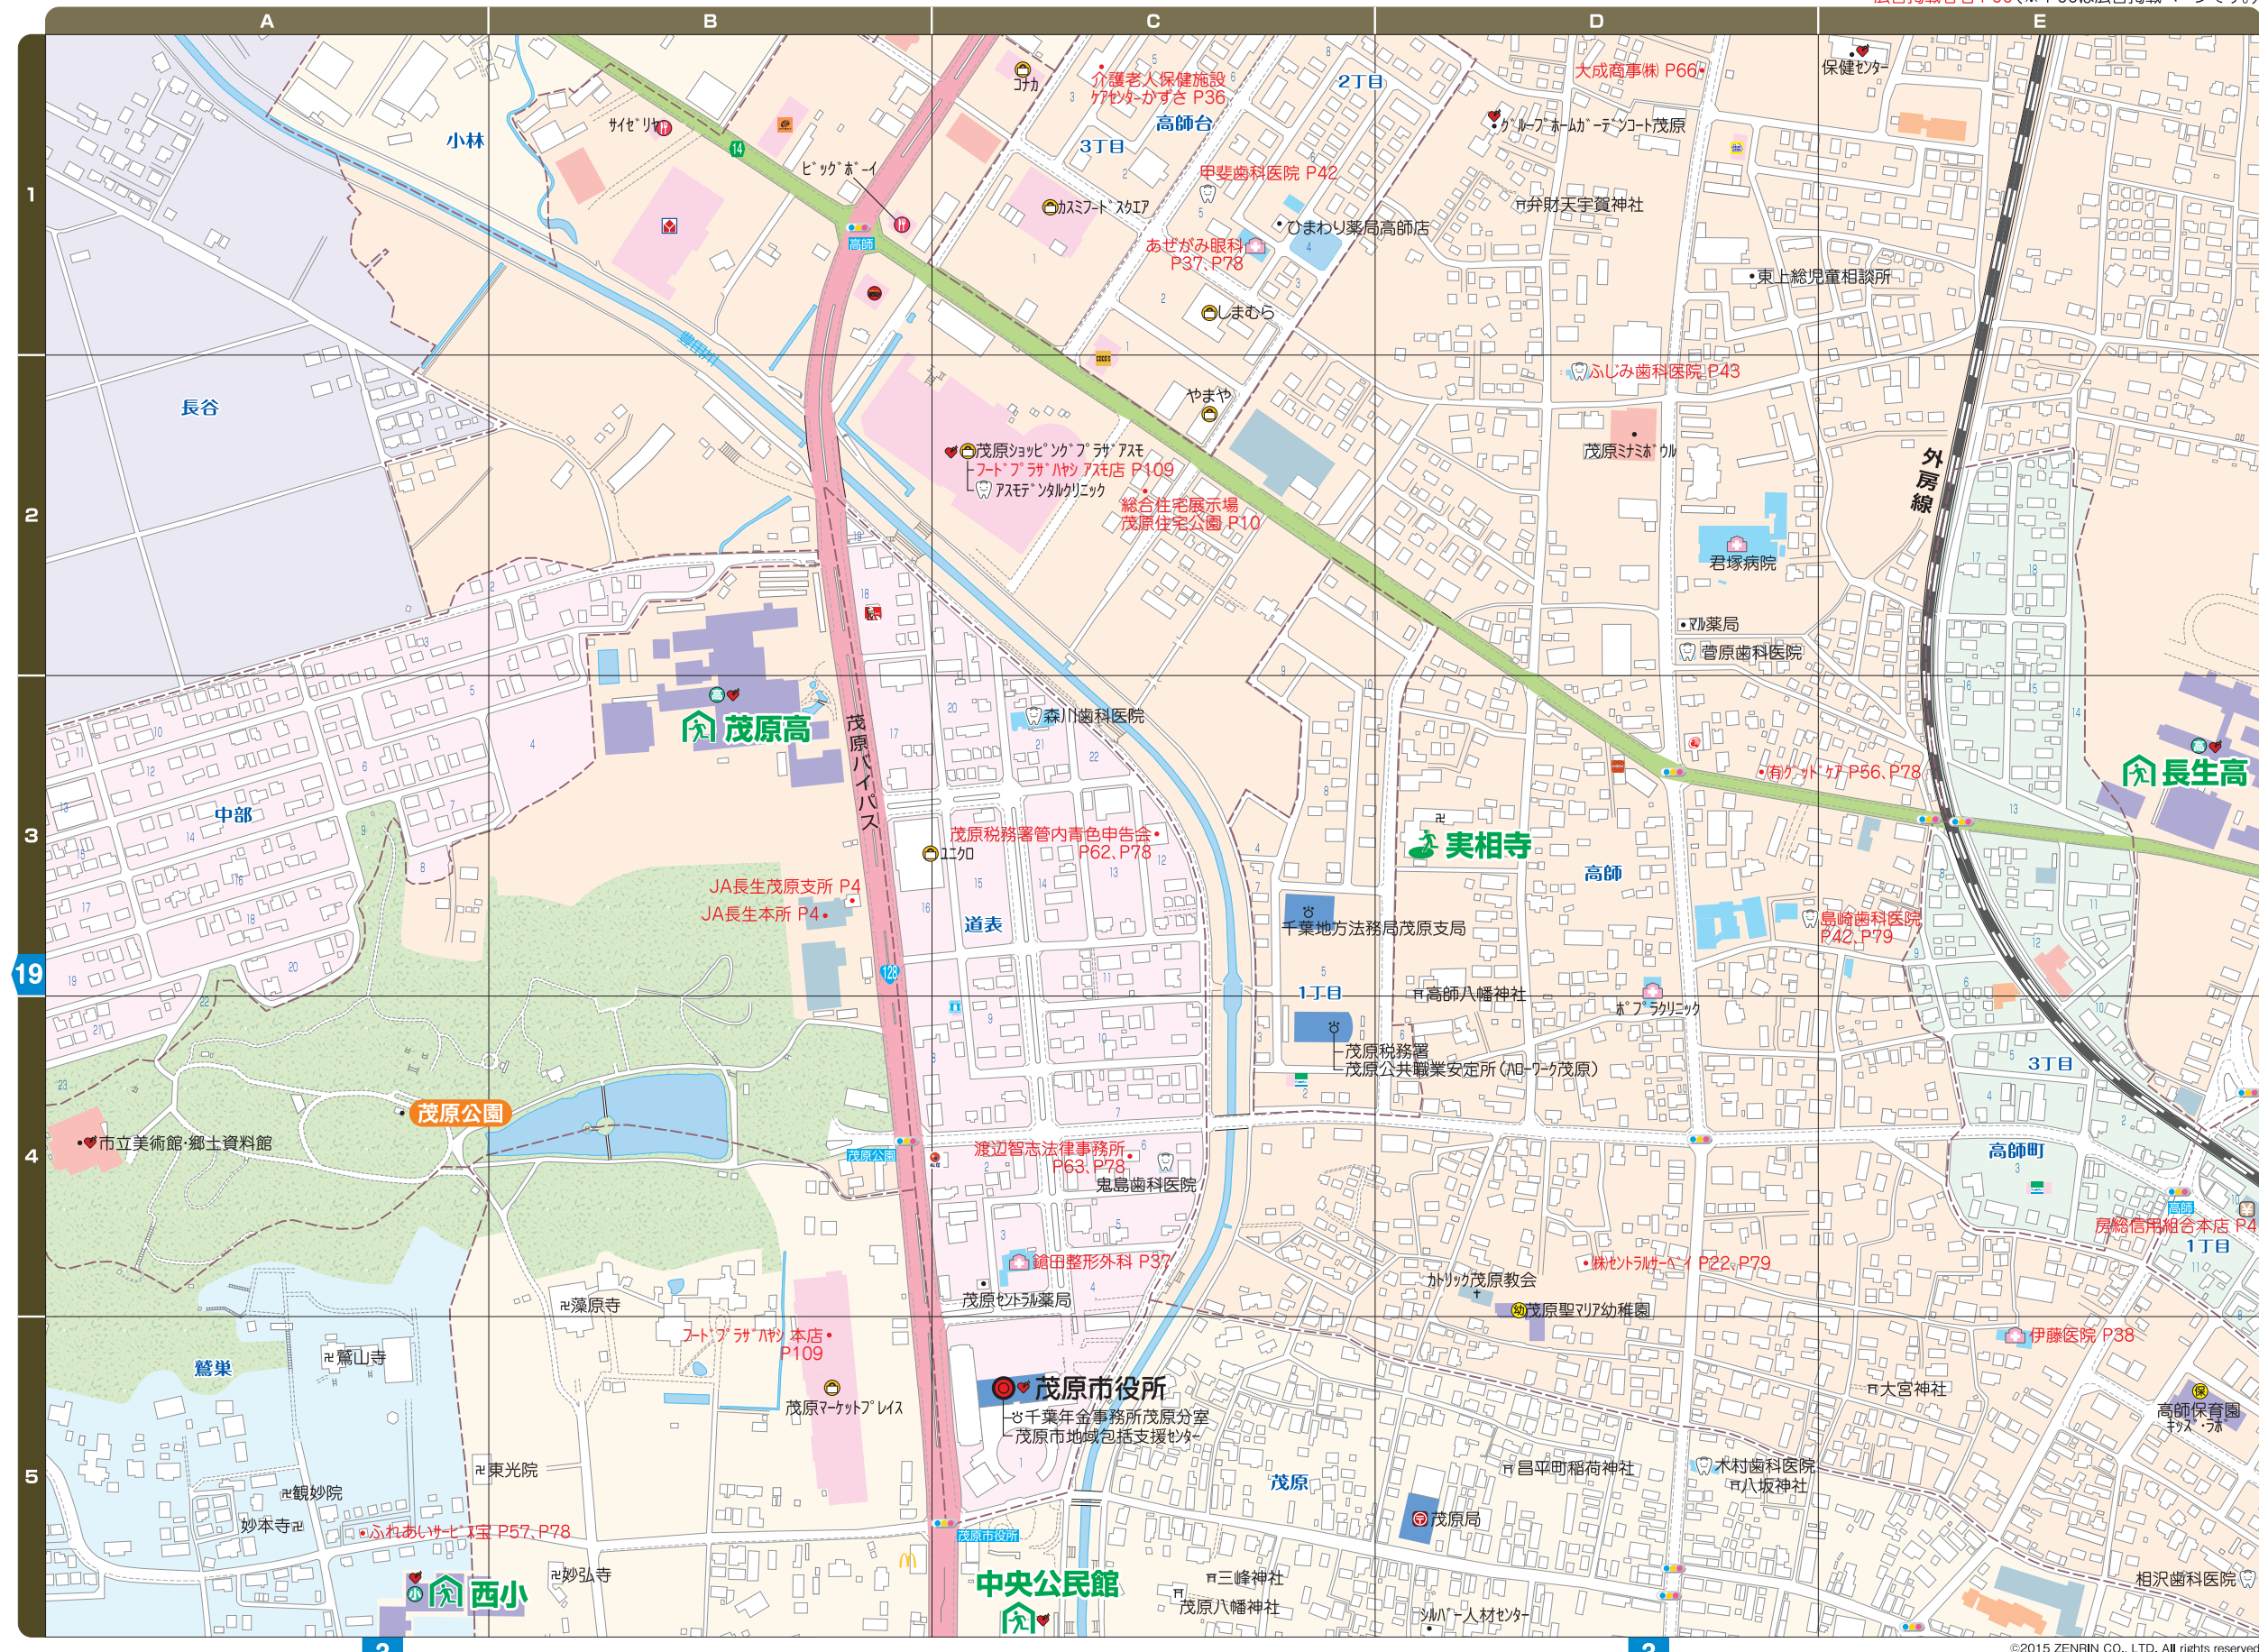 A
B
C
D
E
1
2
3
4
5
19
小林
サイゼリヤ
14
ビッグボーイ
高師
コナカ
介護老人保健施設
ケアセンターかずさ P36
高師台
3丁目
2丁目
甲斐歯科医院 P42
カスミフードスクエア
ひまわり薬局高師店
あぜがみ眼科
P37、P78
しまむら
大成商事㈱ P66
保健センター
グループホームガーデンコート茂原
弁財天宇賀神社
東上総児童相談所
豊田川
長谷
やまや
茂原ショッピングプラザアスモ
フードプラザハヤシ アスモ店 P109
アスモデンタルクリニック
総合住宅展示場
茂原住宅公園 P10
ふじみ歯科医院 P43
茂原ミナミボウル
外房線
君塚病院
マル薬局
菅原歯科医院
茂原高
茂原バイパス
森川歯科医院
中部
茂原税務署管内青色申告会
P62、P78
ユニクロ
JA長生茂原支所 P4
JA長生本所 P4
道表
128
実相寺
高師
㈲グッドケア P56、P78
長生高
千葉地方法務局茂原支局
島崎歯科医院
P42、P79
1丁目
高師八幡神社
ポプラクリニック
茂原税務署
茂原公共職業安定所(ハローワーク茂原)
3丁目
茂原公園
市立美術館・郷土資料館
茂原公園
渡辺智志法律事務所
P63、P78
鬼島歯科医院
高師町
高師
房総信用組合本店 P4
1丁目
鎗田整形外科 P37
茂原セントラル薬局
㈱セントラルサーベイ P22、P79
カトリック茂原教会
茂原聖マリア幼稚園
藻原寺
フードプラザハヤシ 本店
P109
鷲巣
鷲山寺
茂原マーケットプレイス
茂原市役所
千葉年金事務所茂原分室
茂原市地域包括支援センター
伊藤医院 P38
大宮神社
高師保育園
キッズ・ラボ
東光院
観妙院
妙本寺
ふれあいサービス宝 P57、P78
茂原
昌平町稲荷神社
木村歯科医院
八坂神社
茂原局
茂原市役所
妙弘寺
西小
中央公民館
三峰神社
茂原八幡神社
シルバー人材センター
相沢歯科医院
©2015 ZENRIN CO., LTD. All rights reserved